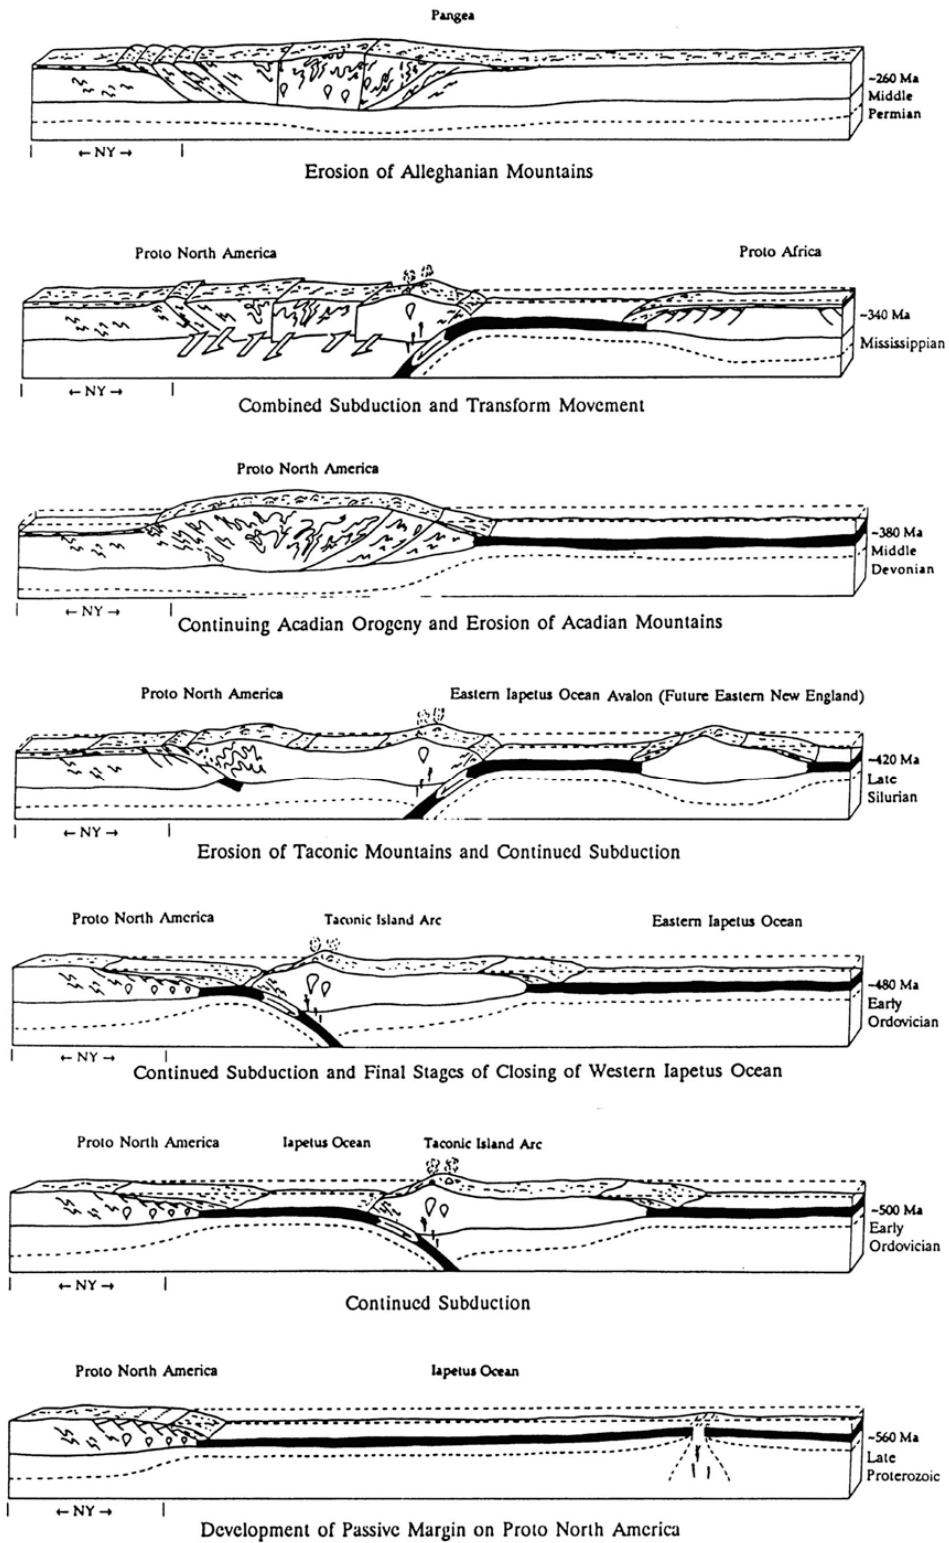 Pangea
~260 Ma
Middle
Permian
← NY →
Erosion of Alleghanian Mountains
Proto North America
Proto Africa
~340 Ma
Mississippian
← NY →
Combined Subduction and Transform Movement
Proto North America
~380 Ma
Middle
Devonian
← NY →
Continuing Acadian Orogeny and Erosion of Acadian Mountains
Proto North America
Eastern Iapetus Ocean Avalon (Future Eastern New England)
~420 Ma
Late
Silurian
← NY →
Erosion of Taconic Mountains and Continued Subduction
Proto North America
Taconic Island Arc
Eastern Iapetus Ocean
~480 Ma
Early
Ordovician
← NY →
Continued Subduction and Final Stages of Closing of Western Iapetus Ocean
Proto North America
Iapetus Ocean
Taconic Island Arc
~500 Ma
Early
Ordovician
← NY →
Continued Subduction
Proto North America
Iapetus Ocean
~560 Ma
Late
Proterozoic
← NY →
Development of Passive Margin on Proto North America